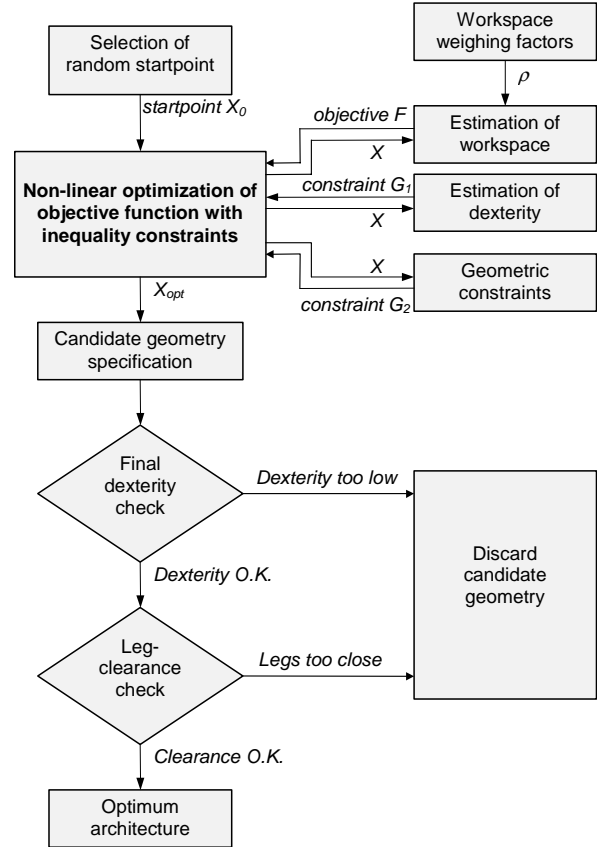 Selection of
random startpoint
Workspace
weighing factors
startpoint X0
ρ
objective F
X
Estimation of
workspace
Non-linear optimization of
objective function with
inequality constraints
constraint G1
X
Estimation of
dexterity
X
constraint G2
Geometric
constraints
Xopt
Candidate geometry
specification
Final
dexterity
check
Dexterity too low
Discard
candidate
geometry
Dexterity O.K.
Leg-
clearance
check
Legs too close
Clearance O.K.
Optimum
architecture